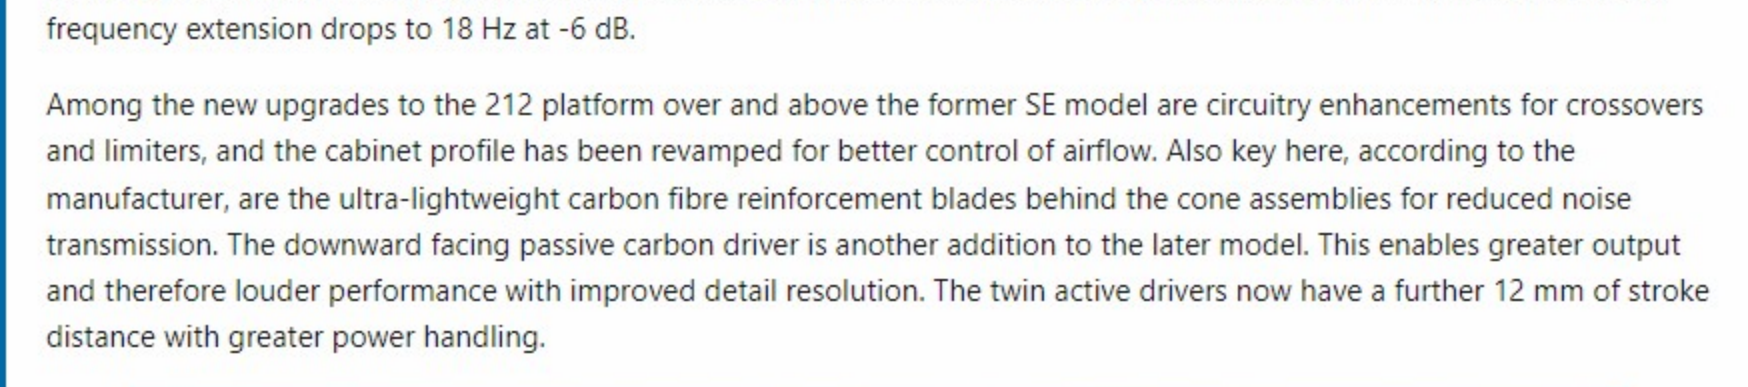 frequency extension drops to 18 Hz at -6 dB.
Among the new upgrades to the 212 platform over and above the former SE model are circuitry enhancements for crossovers
and limiters, and the cabinet profile has been revamped for better control of airflow. Also key here, according to the
manufacturer, are the ultra-lightweight carbon fibre reinforcement blades behind the cone assemblies for reduced noise
transmission. The downward facing passive carbon driver is another addition to the later model. This enables greater output
and therefore louder performance with improved detail resolution. The twin active drivers now have a further 12 mm of stroke
distance with greater power handling.